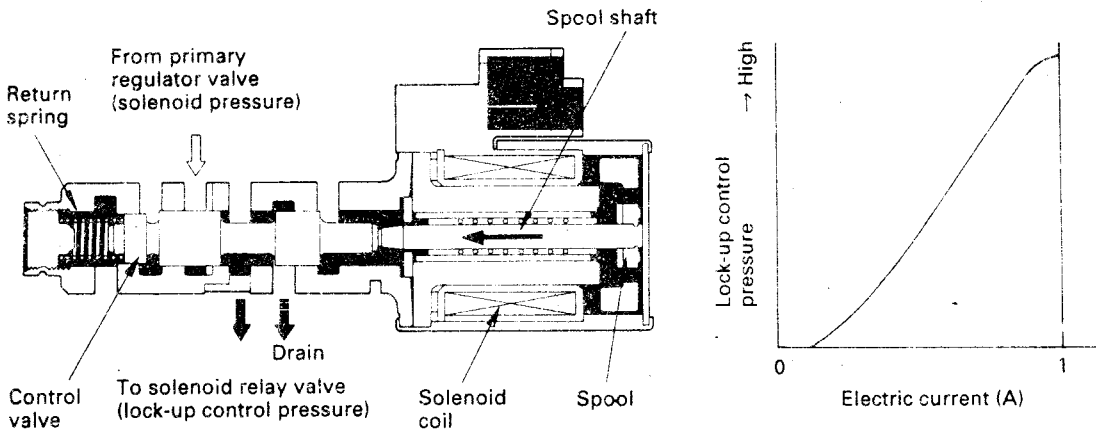 Spool shaft
From primary
regulator valve
(solenoid pressure)
Return
spring
Drain
To solenoid relay valve
(lock-up control pressure)
Control
valve
Solenoid
coil
Spool
→ High
Lock-up control
pressure
0
1
Electric current (A)